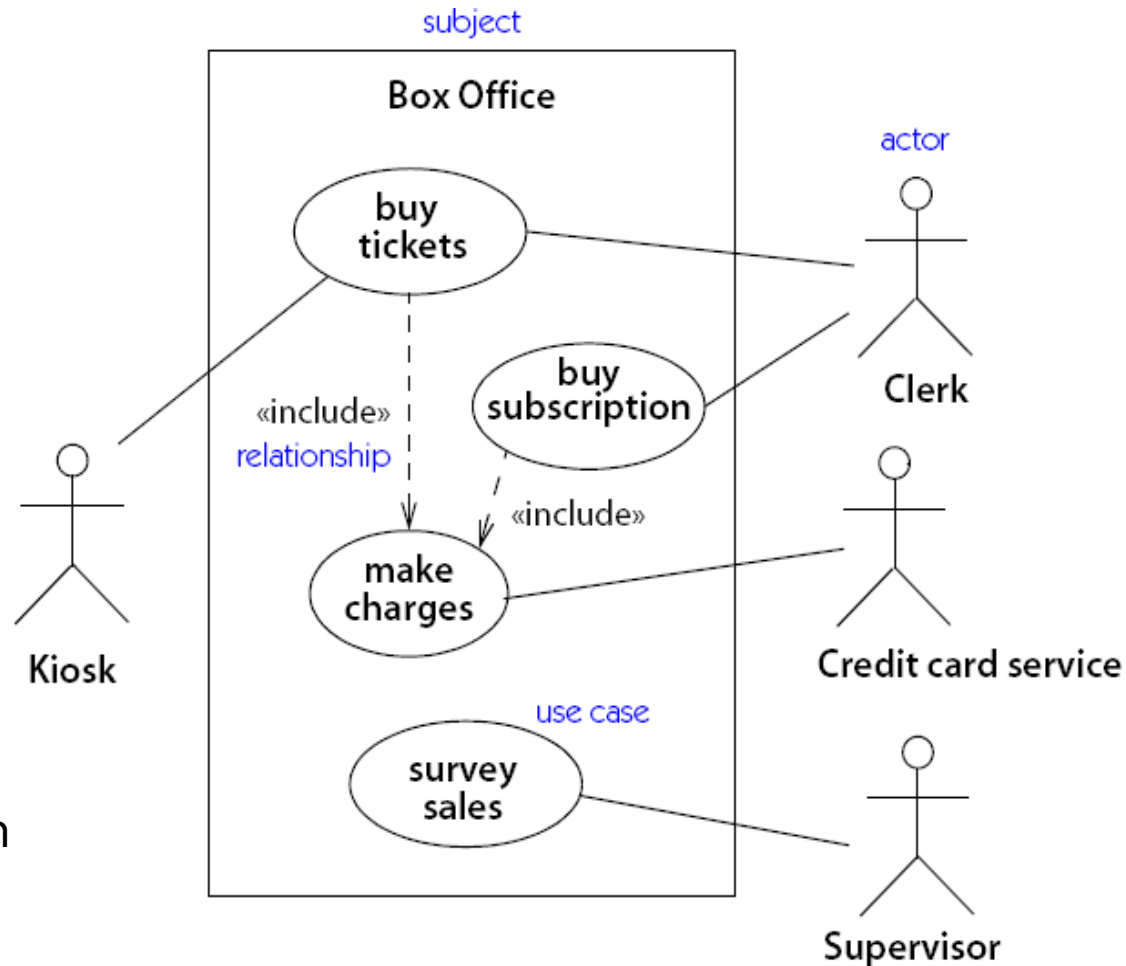 subject
Box Office
actor
buy
tickets
buy
subscription
Clerk
«include»
relationship
«include»
make
charges
Kiosk
Credit card service
use case
survey
sales
n
Supervisor